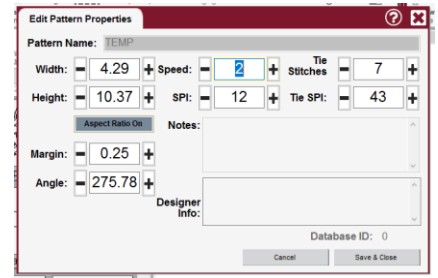 Edit Pattern Properties
Pattern Name: TEMP
Width: 4.29 Speed: 2 Tie Stitches 7
Height: 10.37 SPI: 12 Tie SPI: 43
Aspect Ratio On Notes:
Margin: 0.25
Angle: 275.78
Designer Info:
Database ID: 0
Cancel Save & Close